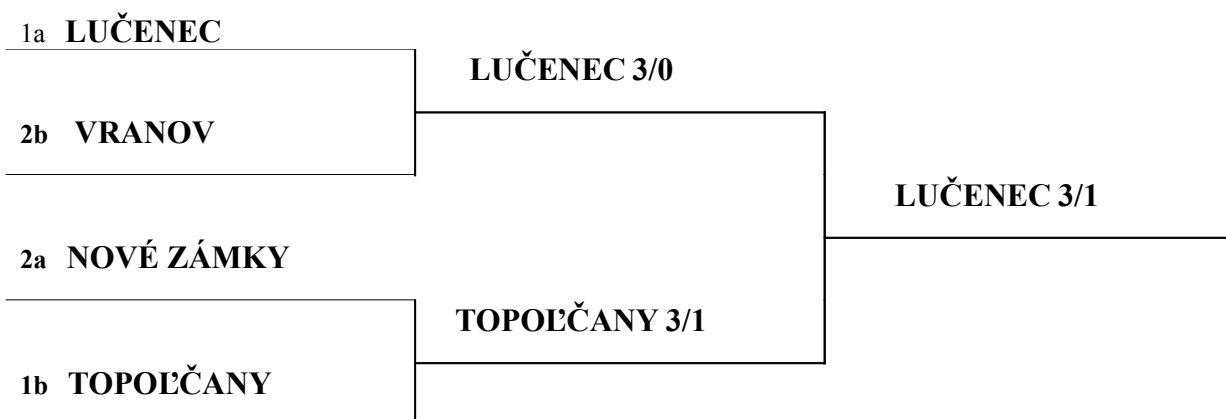 1a LUČENEC
LUČENEC 3/0
2b VRANOV
LUČENEC 3/1
2a NOVÉ ZÁMKY
TOPOĽČANY 3/1
1b TOPOĽČANY